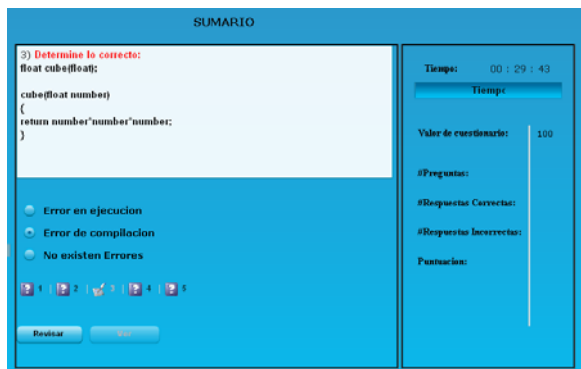 SUMARIO
3) Determine lo correcto:
float cube(float);
cube(float number)
{
return number*number*number;
}
Error en ejecucion
Error de compilacion
No existen Errores
1 | 2 | 3 | 4 | 5
Revisar
Tiempo: 00 : 29 : 43
Tiempo
Valor de cuestionario: 100
#Preguntas:
#Respuestas Correctas:
#Respuestas Incorrectas:
Puntuacion: